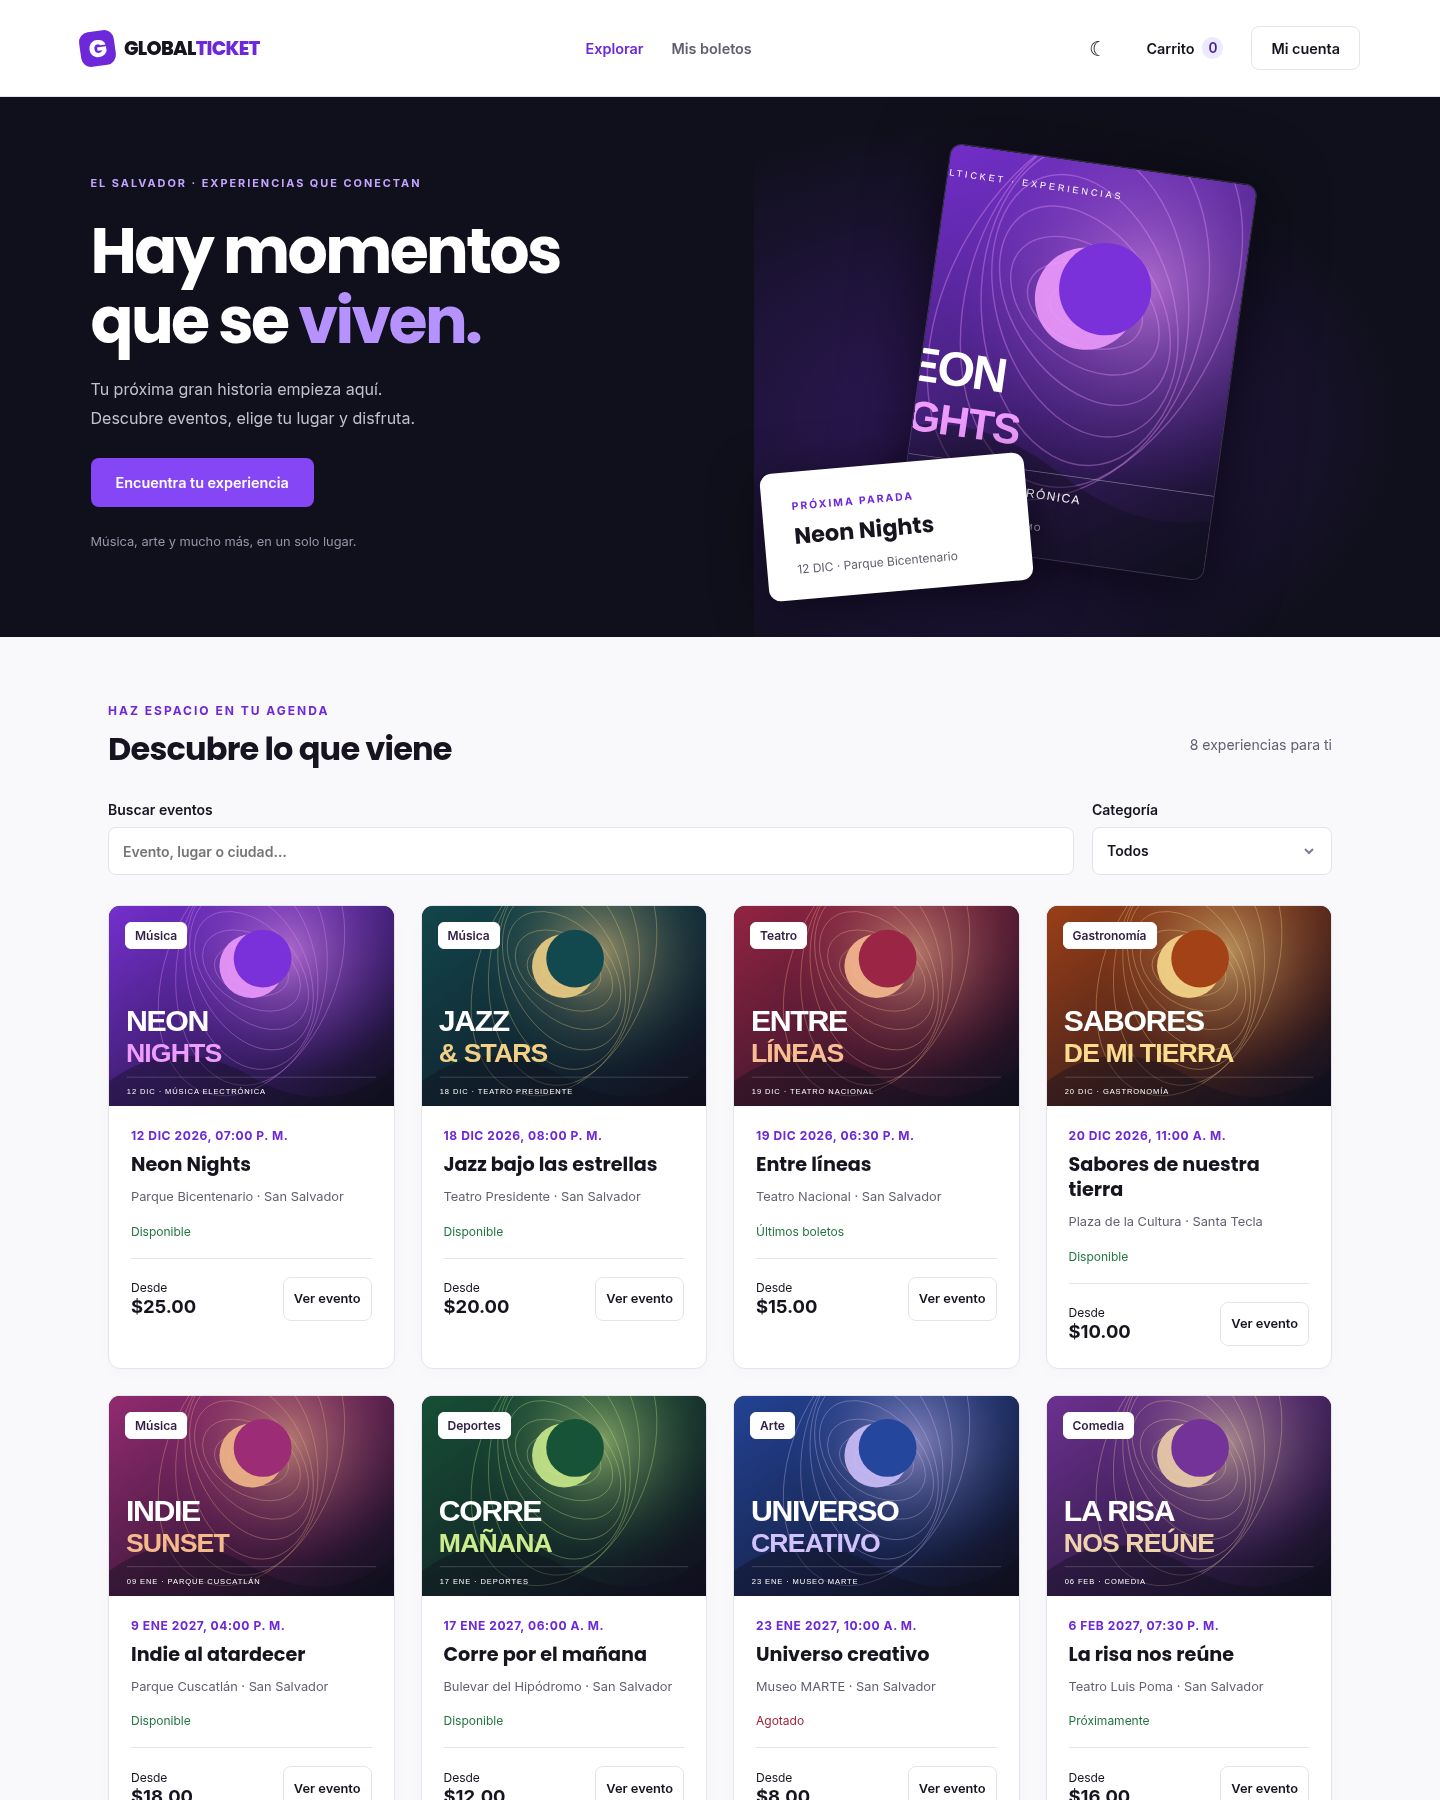 G GLOBALTICKET
Explorar
Mis boletos
Carrito 0
Mi cuenta
EL SALVADOR · EXPERIENCIAS QUE CONECTAN
Hay momentos
que se viven.
Tu próxima gran historia empieza aquí.
Descubre eventos, elige tu lugar y disfruta.
Encuentra tu experiencia
Música, arte y mucho más, en un solo lugar.
LTICKET · EXPERIENCIAS
EON
GHTS
RÓNICA
MO
PRÓXIMA PARADA
Neon Nights
12 DIC · Parque Bicentenario
HAZ ESPACIO EN TU AGENDA
Descubre lo que viene
8 experiencias para ti
Buscar eventos
Evento, lugar o ciudad...
Categoría
Todos
Música
NEON
NIGHTS
12 DIC · MÚSICA ELECTRÓNICA
12 DIC 2026, 07:00 P. M.
Neon Nights
Parque Bicentenario · San Salvador
Disponible
Desde
$25.00
Ver evento
Música
JAZZ
& STARS
18 DIC · TEATRO PRESIDENTE
18 DIC 2026, 08:00 P. M.
Jazz bajo las estrellas
Teatro Presidente · San Salvador
Disponible
Desde
$20.00
Ver evento
Teatro
ENTRE
LÍNEAS
19 DIC · TEATRO NACIONAL
19 DIC 2026, 06:30 P. M.
Entre líneas
Teatro Nacional · San Salvador
Últimos boletos
Desde
$15.00
Ver evento
Gastronomía
SABORES
DE MI TIERRA
20 DIC · GASTRONOMÍA
20 DIC 2026, 11:00 A. M.
Sabores de nuestra
tierra
Plaza de la Cultura · Santa Tecla
Disponible
Desde
$10.00
Ver evento
Música
INDIE
SUNSET
09 ENE · PARQUE CUSCATLÁN
9 ENE 2027, 04:00 P. M.
Indie al atardecer
Parque Cuscatlán · San Salvador
Disponible
Desde
$18.00
Ver evento
Deportes
CORRE
MAÑANA
17 ENE · DEPORTES
17 ENE 2027, 06:00 A. M.
Corre por el mañana
Bulevar del Hipódromo · San Salvador
Disponible
Desde
$12.00
Ver evento
Arte
UNIVERSO
CREATIVO
23 ENE · MUSEO MARTE
23 ENE 2027, 10:00 A. M.
Universo creativo
Museo MARTE · San Salvador
Agotado
Desde
$8.00
Ver evento
Comedia
LA RISA
NOS REÚNE
06 FEB · COMEDIA
6 FEB 2027, 07:30 P. M.
La risa nos reúne
Teatro Luis Poma · San Salvador
Próximamente
Desde
$16.00
Ver evento